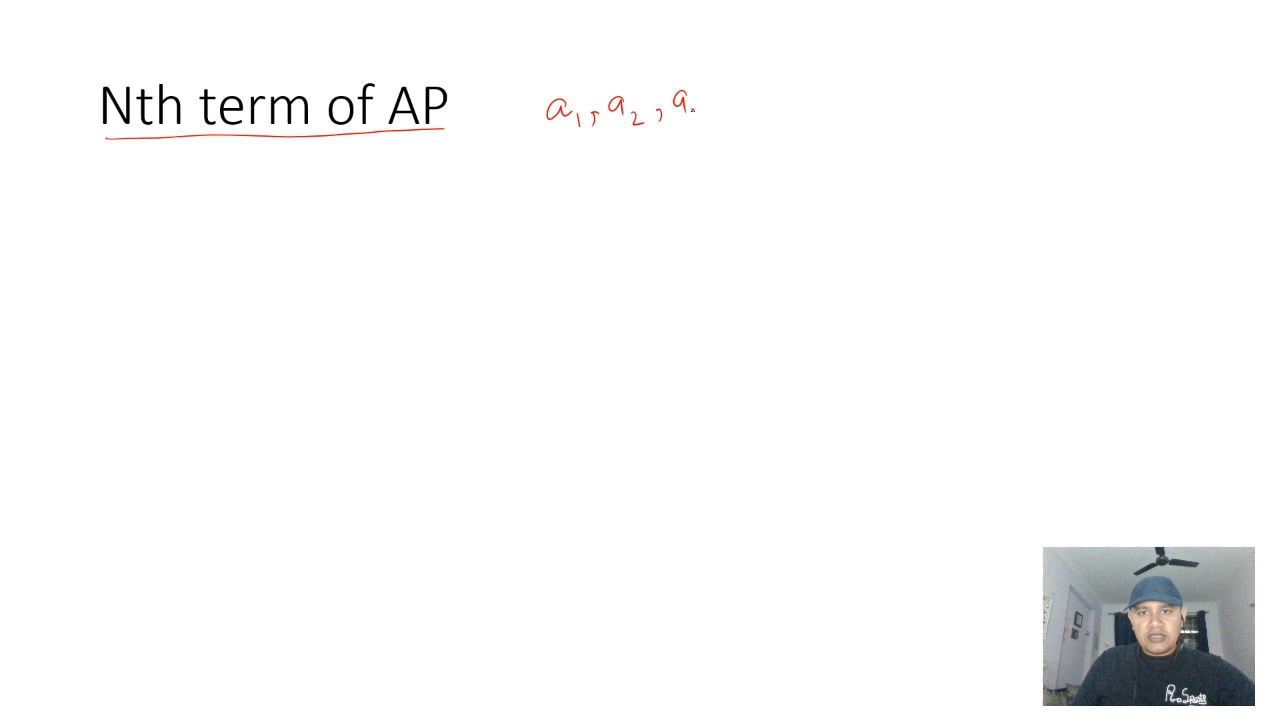 Nth term of AP a₁, a₂, a